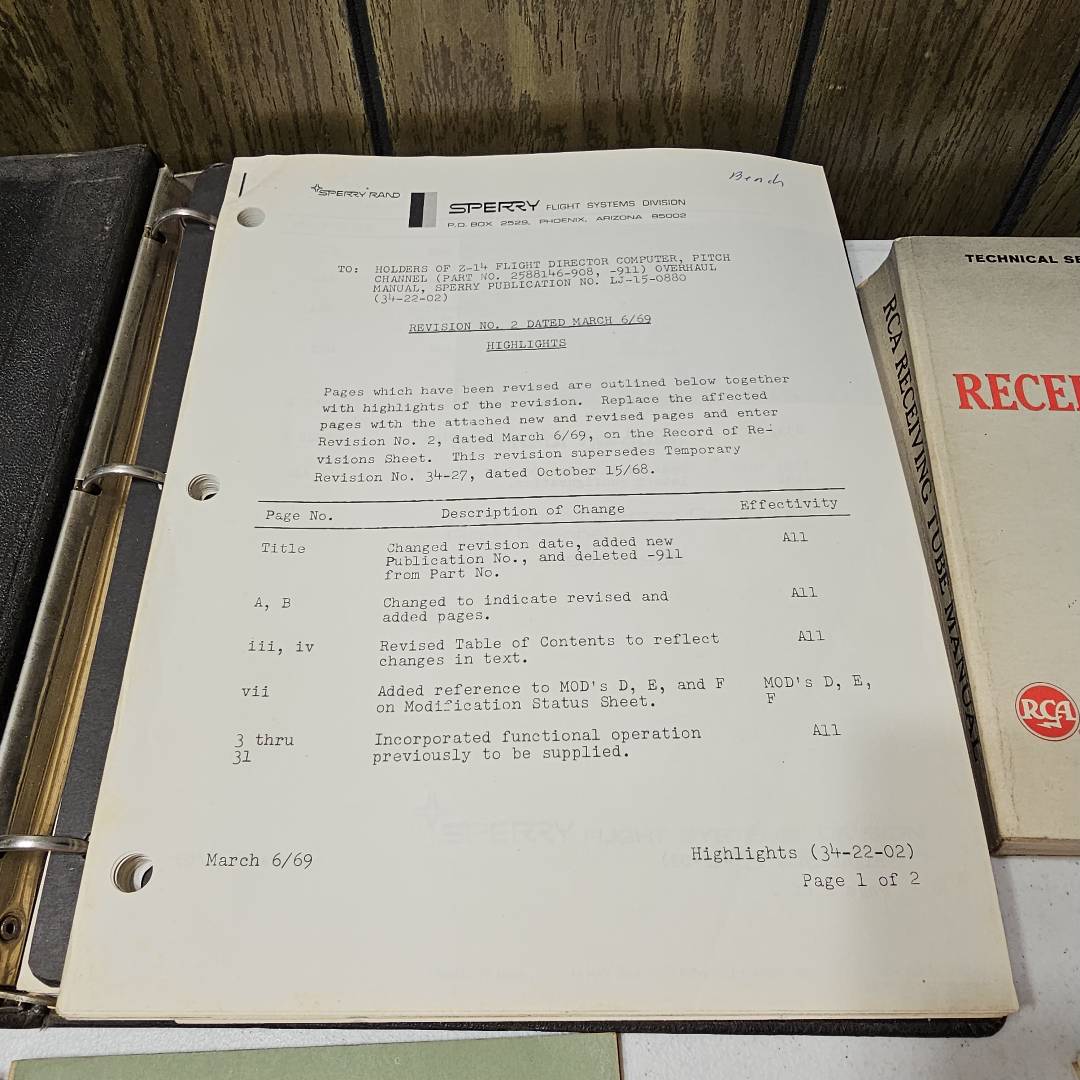 Bench
SPERRY RAND
SPERRY FLIGHT SYSTEMS DIVISION
P.O. BOX 2529, PHOENIX, ARIZONA 85002
TO: HOLDERS OF Z-14 FLIGHT DIRECTOR COMPUTER, PITCH
CHANNEL (PART NO. 2588146-908, -911) OVERHAUL
MANUAL, SPERRY PUBLICATION NO. LJ-15-0880
(34-22-02)
REVISION NO. 2 DATED MARCH 6/69
HIGHLIGHTS
Pages which have been revised are outlined below together
with highlights of the revision. Replace the affected
pages with the attached new and revised pages and enter
Revision No. 2, dated March 6/69, on the Record of Re-
visions Sheet. This revision supersedes Temporary
Revision No. 34-27, dated October 15/68.
Page No. Description of Change Effectivity
Title Changed revision date, added new All
Publication No., and deleted -911
from Part No.
A, B Changed to indicate revised and All
added pages.
iii, iv Revised Table of Contents to reflect All
changes in text.
vii Added reference to MOD's D, E, and F MOD's D, E,
on Modification Status Sheet. F
3 thru Incorporated functional operation All
31 previously to be supplied.
March 6/69 Highlights (34-22-02)
Page 1 of 2
TECHNICAL SE
RECEI
RCA RECEIVING TUBE MANUAL
RCA